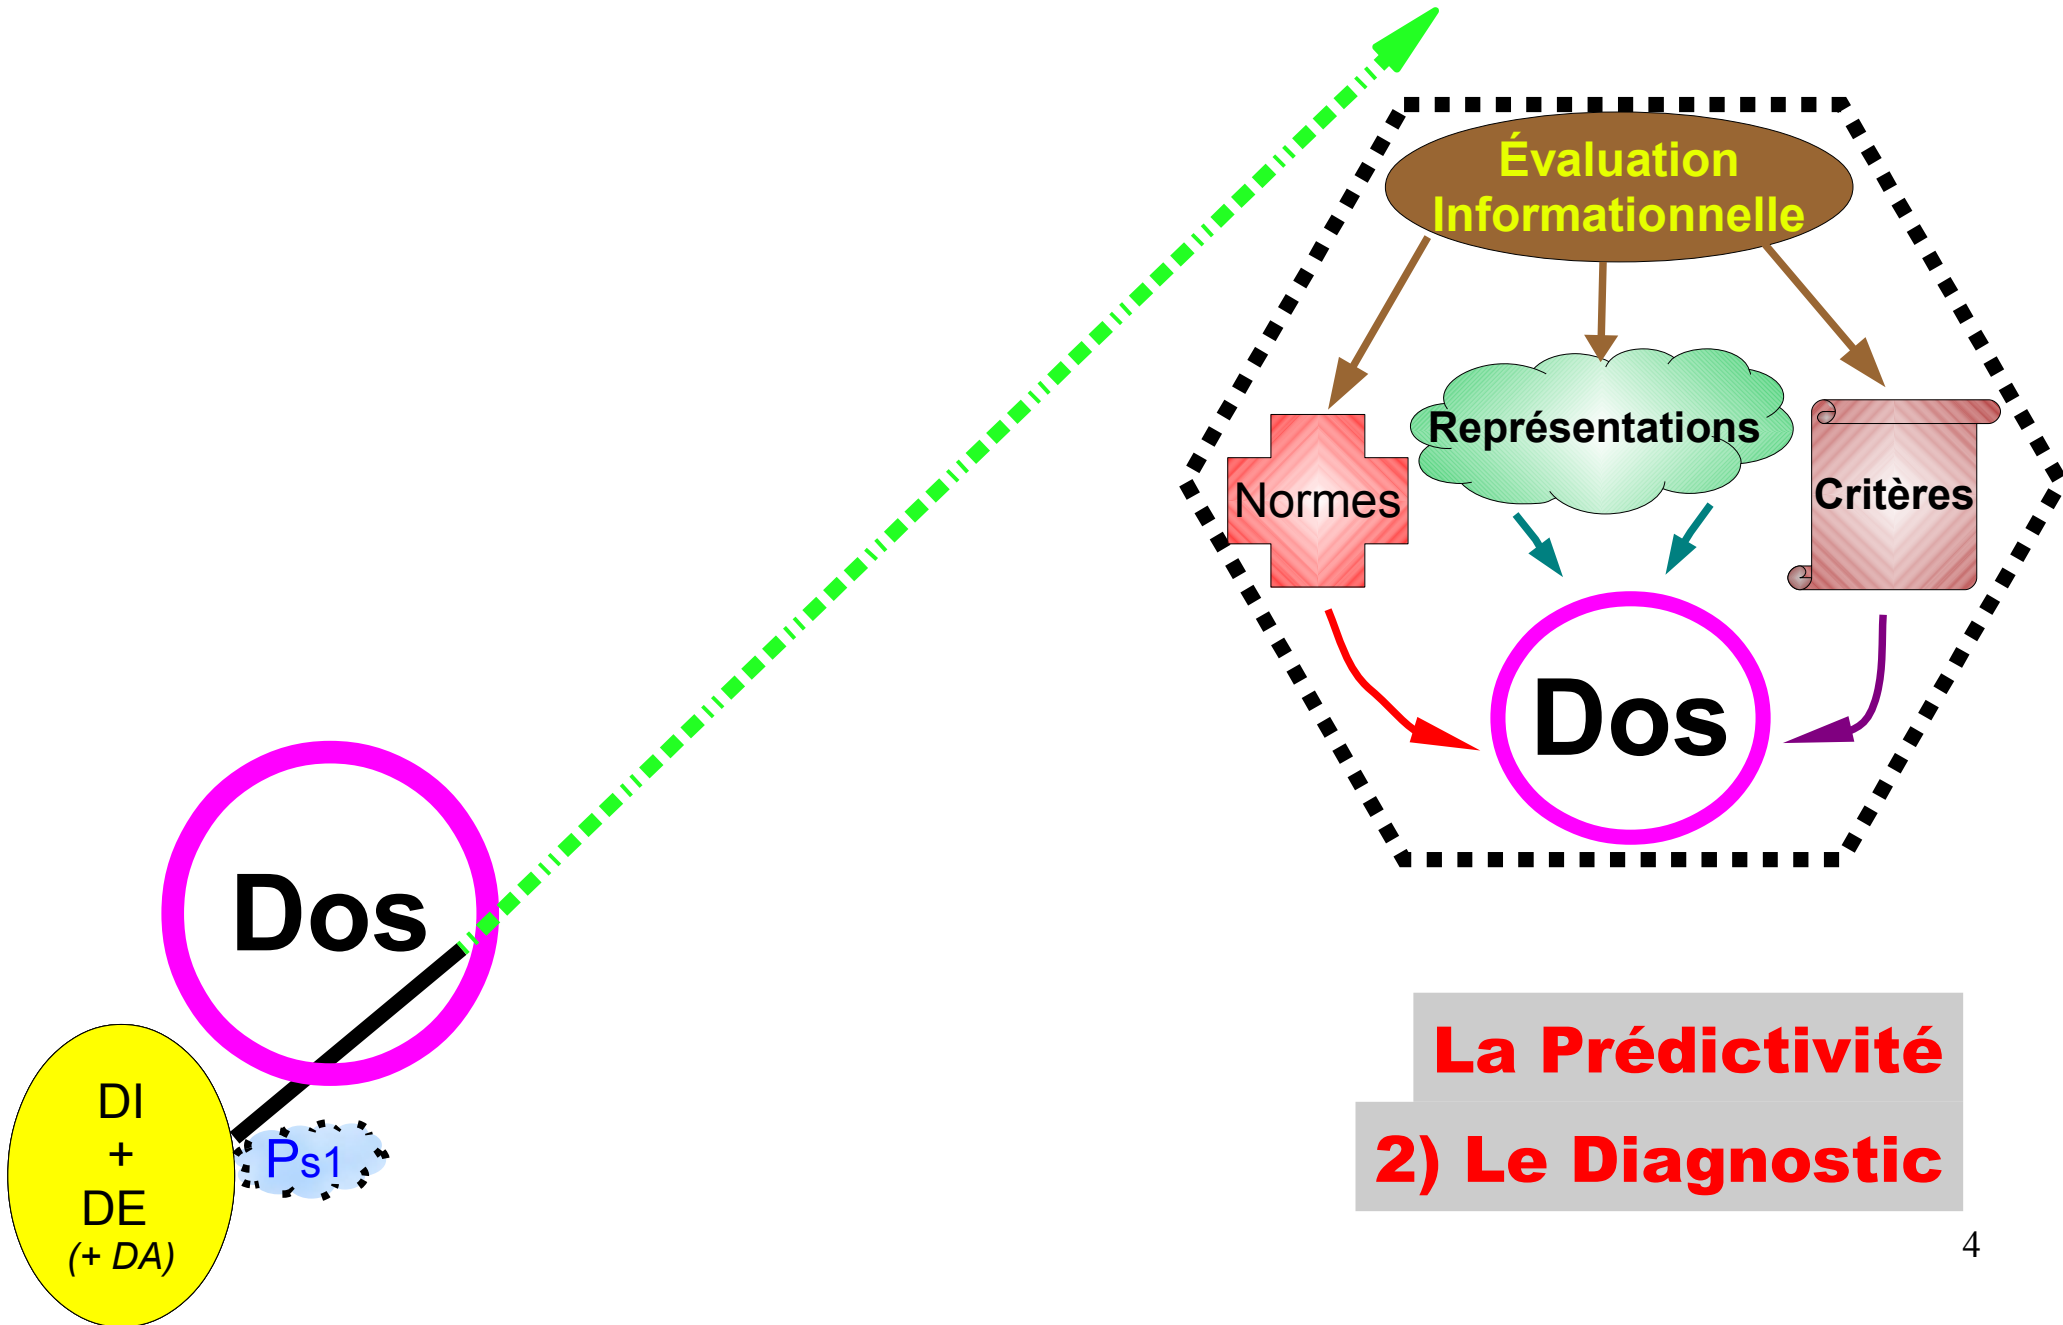 Évaluation
Informationnelle
Représentations
Normes
Critères
Dos
Dos
DI
+
DE
(+ DA)
Ps1
La Prédictivité
2) Le Diagnostic
4